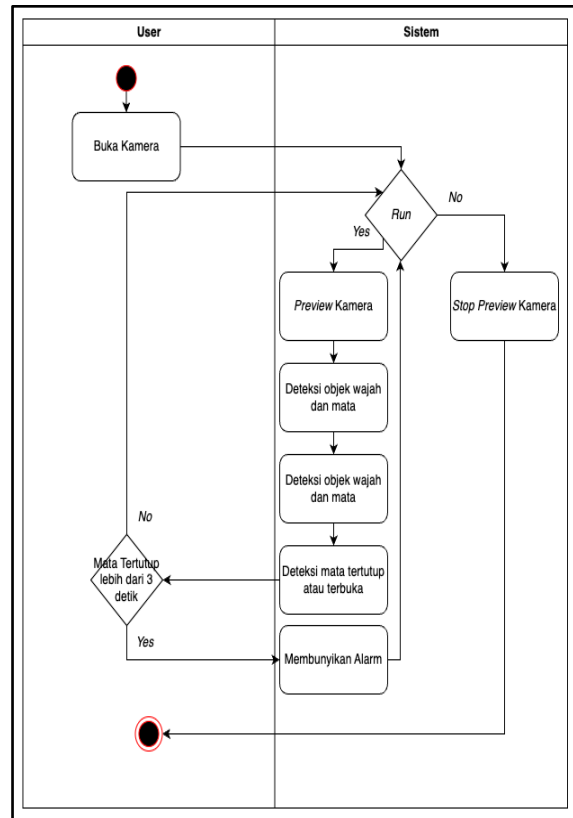 User
Sistem
Buka Kamera
Run
No
Yes
Preview Kamera
Stop Preview Kamera
Deteksi objek wajah
dan mata
Deteksi objek wajah
dan mata
No
Mata Tertutup
lebih dari 3
detik
Deteksi mata tertutup
atau terbuka
Yes
Membunyikan Alarm